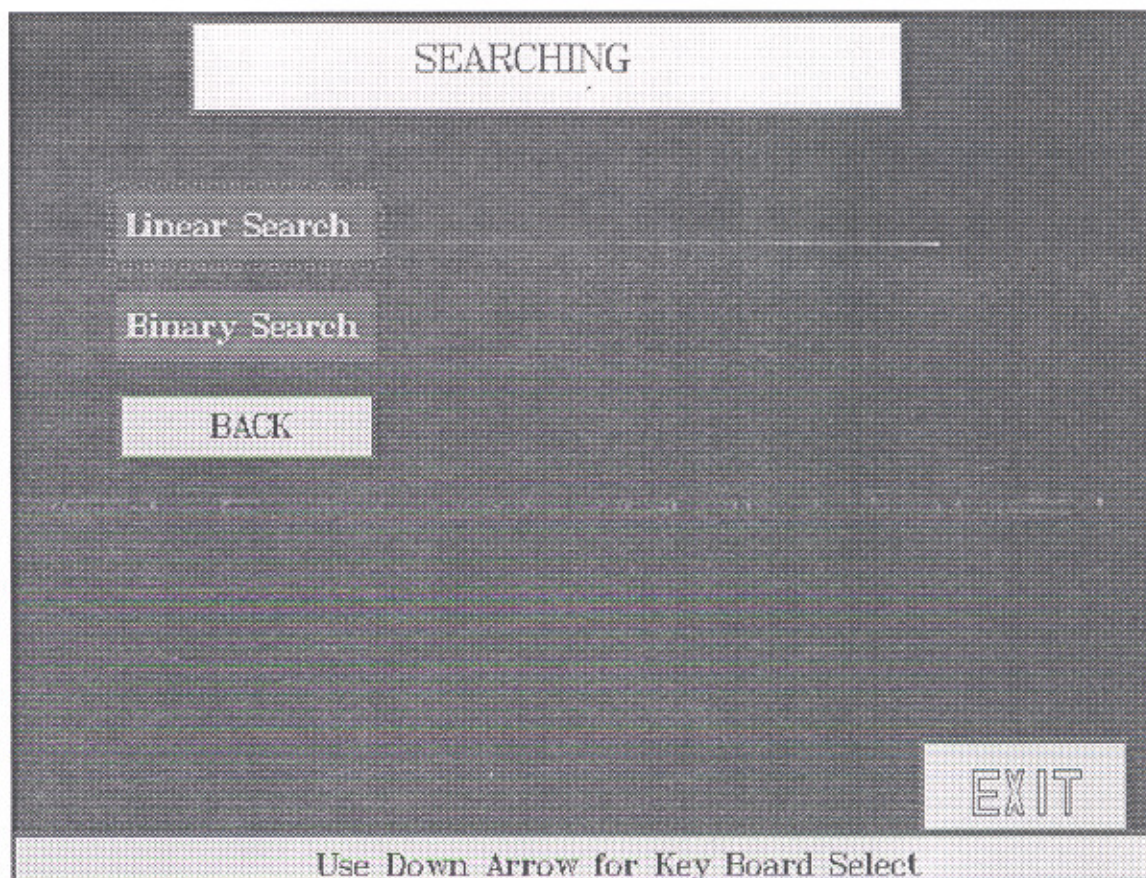 SEARCHING
Linear Search
Binary Search
BACK
EXIT
Use Down Arrow for Key Board Select